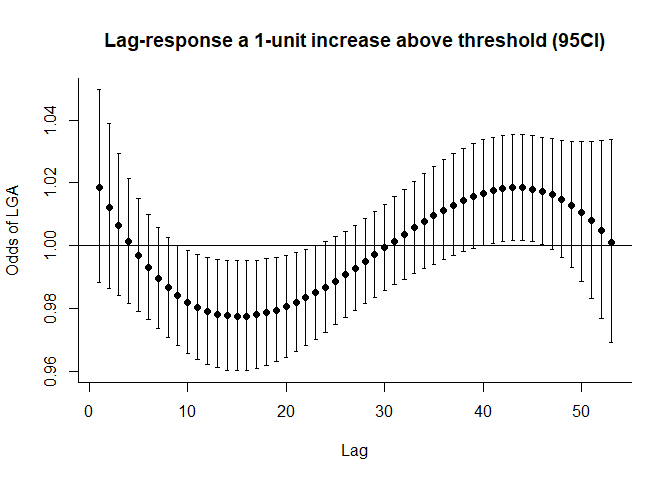 Lag-response a 1-unit increase above threshold (95CI)
Odds of LGA
1.04
1.02
1.00
0.98
0.96
0 10 20 30 40 50
Lag